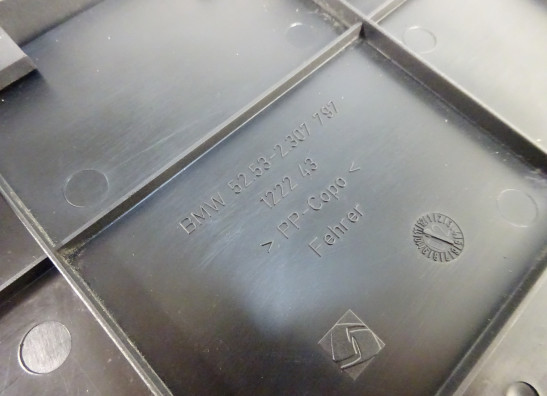 BMW 52.53-2 307 797
1222 43
> PP-Copo <
Fehrer